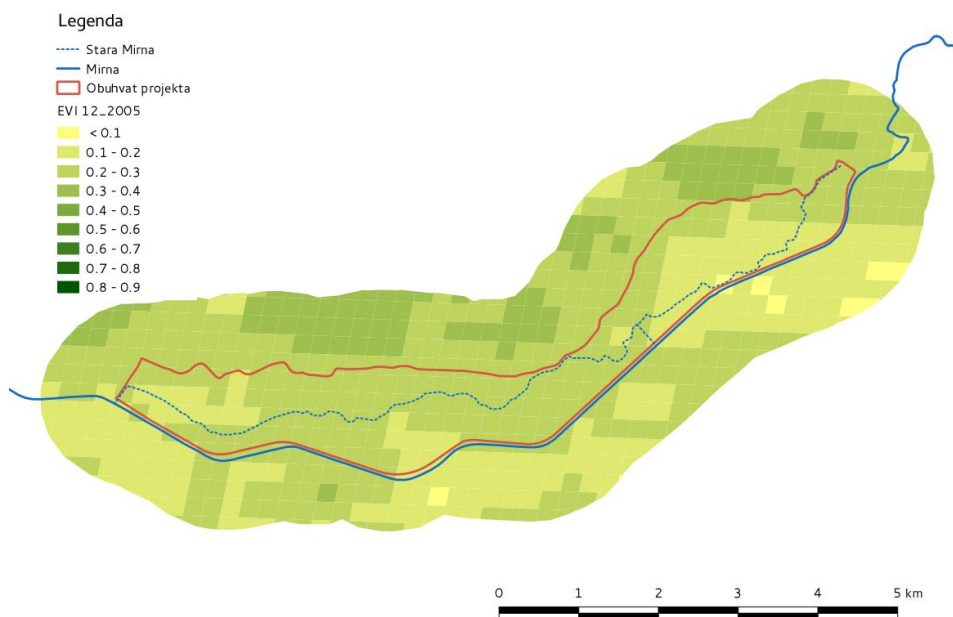 Legenda
Stara Mirna
Mirna
Obuhvat projekta
EVI 12_2005
< 0.1
0.1 - 0.2
0.2 - 0.3
0.3 - 0.4
0.4 - 0.5
0.5 - 0.6
0.6 - 0.7
0.7 - 0.8
0.8 - 0.9
0 1 2 3 4 5 km